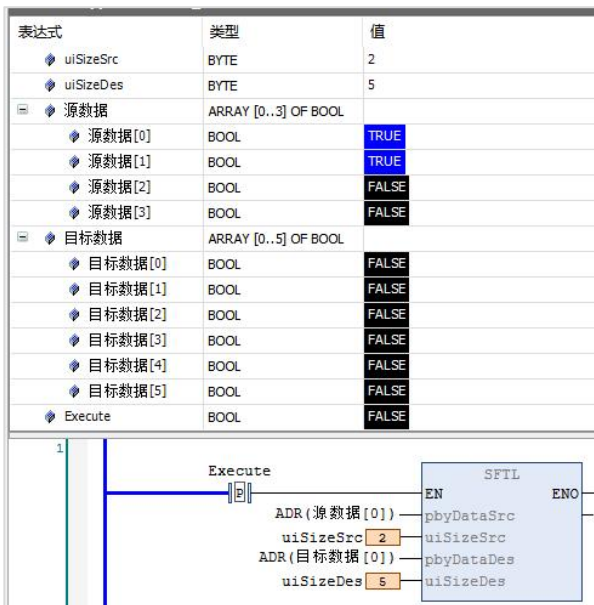 表达式 类型 值
uiSizeSrc BYTE 2
uiSizeDes BYTE 5
源数据 ARRAY [0..3] OF BOOL
源数据[0] BOOL TRUE
源数据[1] BOOL TRUE
源数据[2] BOOL FALSE
源数据[3] BOOL FALSE
目标数据 ARRAY [0..5] OF BOOL
目标数据[0] BOOL FALSE
目标数据[1] BOOL FALSE
目标数据[2] BOOL FALSE
目标数据[3] BOOL FALSE
目标数据[4] BOOL FALSE
目标数据[5] BOOL FALSE
Execute BOOL FALSE
1
Execute SFTL
P EN ENO
ADR(源数据[0]) pbyDataSrc
uiSizeSrc 2 uiSizeSrc
ADR(目标数据[0]) pbyDataDes
uiSizeDes 5 uiSizeDes